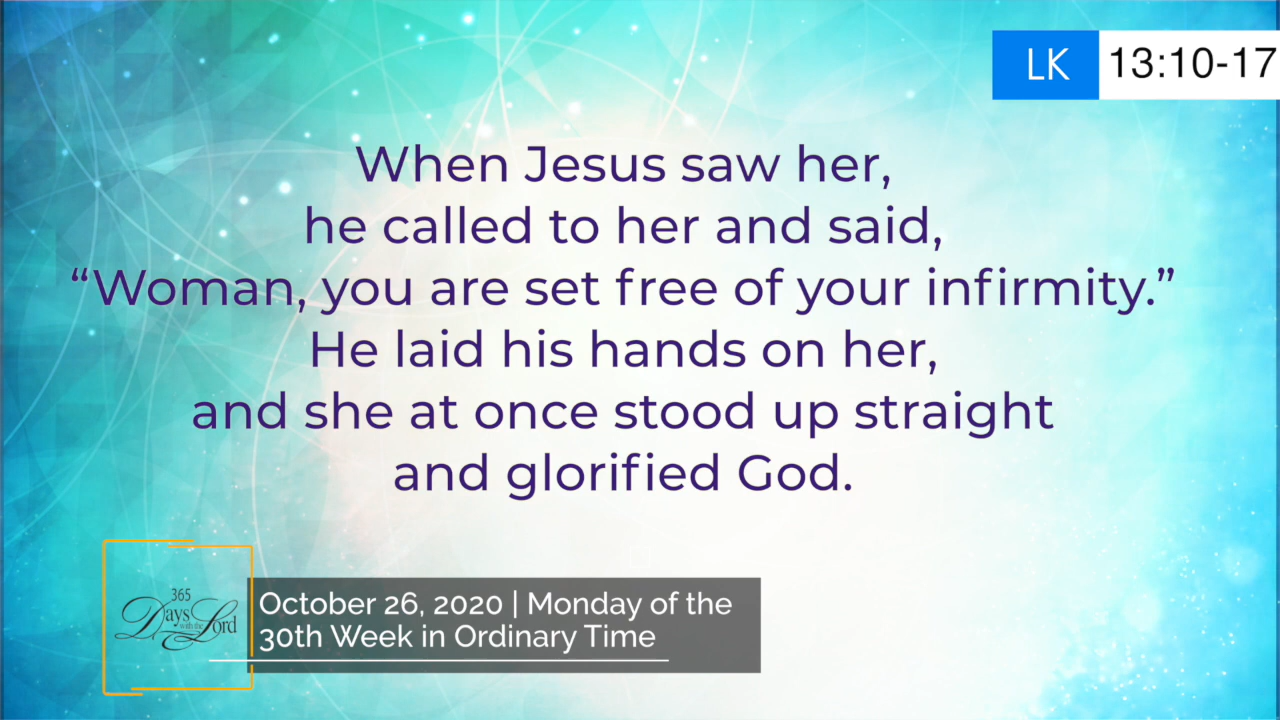 LK 13:10-17
When Jesus saw her,
he called to her and said,
“Woman, you are set free of your infirmity.”
He laid his hands on her,
and she at once stood up straight
and glorified God.
365
Days with the Lord
October 26, 2020 | Monday of the
30th Week in Ordinary Time